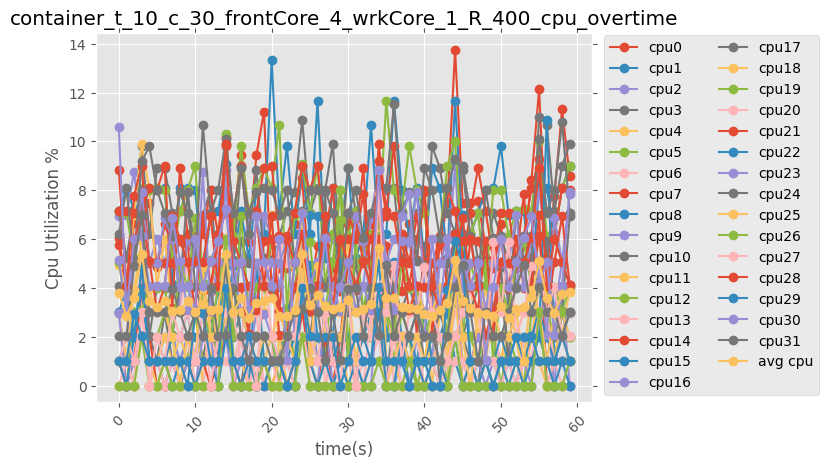 container_t_10_c_30_frontCore_4_wrkCore_1_R_400_cpu_overtime
Cpu Utilization %
14
12
10
8
6
4
2
0
0
10
20
30
40
50
60
time(s)
cpu0
cpu1
cpu2
cpu3
cpu4
cpu5
cpu6
cpu7
cpu8
cpu9
cpu10
cpu11
cpu12
cpu13
cpu14
cpu15
cpu16
cpu17
cpu18
cpu19
cpu20
cpu21
cpu22
cpu23
cpu24
cpu25
cpu26
cpu27
cpu28
cpu29
cpu30
cpu31
avg cpu